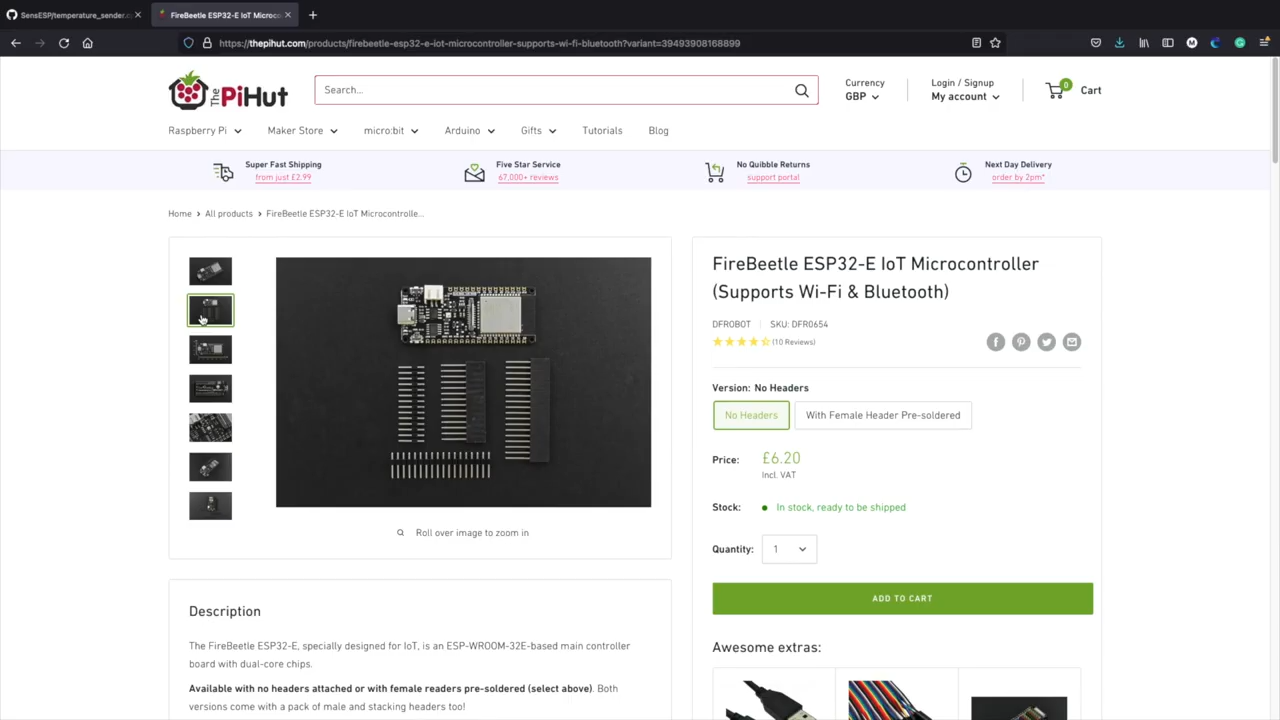 SensESP/temperature_sender.c
FireBeetle ESP32-E IoT Microco
https://thepihut.com/products/firebeetle-esp32-e-iot-microcontroller-supports-wi-fi-bluetooth?variant=39493908168899
The PiHut
Search...
Currency
GBP
Login / Signup
My account
0
Cart
Raspberry Pi
Maker Store
micro:bit
Arduino
Gifts
Tutorials
Blog
Super Fast Shipping
from just £2.99
Five Star Service
67,000+ reviews
No Quibble Returns
support portal
Next Day Delivery
order by 2pm*
Home > All products > FireBeetle ESP32-E IoT Microcontrolle...
Roll over image to zoom in
Description
The FireBeetle ESP32-E, specially designed for IoT, is an ESP-WROOM-32E-based main controller
board with dual-core chips.
Available with no headers attached or with female readers pre-soldered (select above). Both
versions come with a pack of male and stacking headers too!
FireBeetle ESP32-E IoT Microcontroller
(Supports Wi-Fi & Bluetooth)
DFROBOT
SKU: DFR0654
(10 Reviews)
Version: No Headers
No Headers
With Female Header Pre-soldered
Price: £6.20
Incl. VAT
Stock: In stock, ready to be shipped
Quantity: 1
ADD TO CART
Awesome extras: